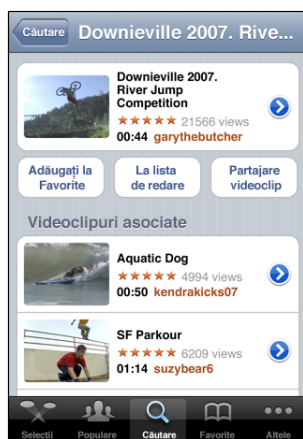 Căutare Downieville 2007. Rive...
Downieville 2007.
River Jump
Competition
21566 views
00:44 garythebutcher
Adăugați la
Favorite
La lista
de redare
Partajare
videoclip
Videoclipuri asociate
Aquatic Dog
4994 views
00:50 kendrakicks07
SF Parkour
6209 views
01:14 suzybear6
Selecții Populare Căutare Favorite Altele